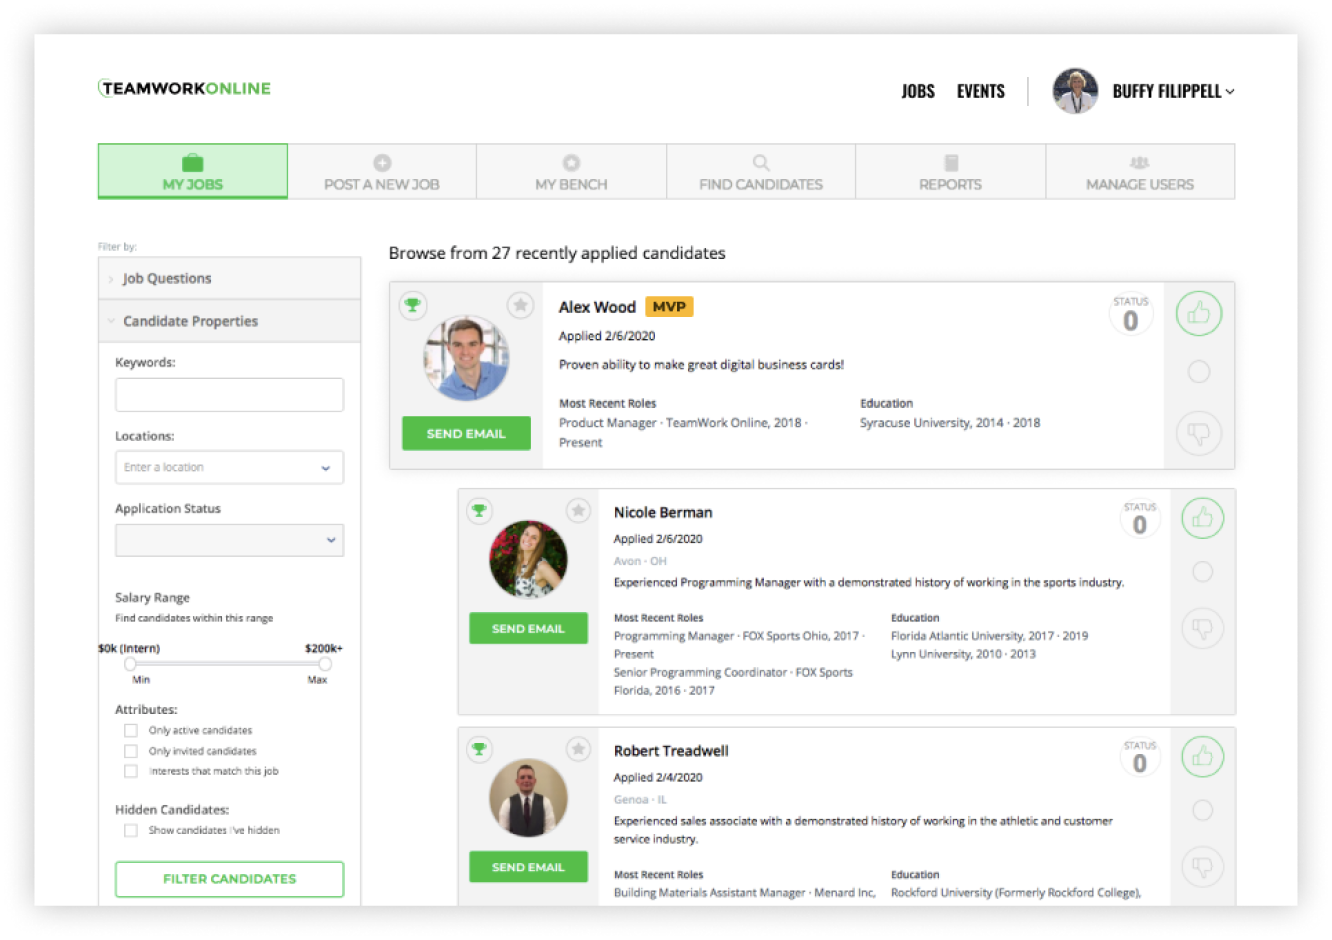 TEAMWORKONLINE
JOBS EVENTS BUFFY FILIPPELL
MY JOBS POST A NEW JOB MY BENCH FIND CANDIDATES REPORTS MANAGE USERS
Filter by:
Job Questions
Candidate Properties
Keywords:
Locations:
Enter a location
Application Status
Salary Range
Find candidates within this range
$0k (Intern) $200k+
Min Max
Attributes:
Only active candidates
Only invited candidates
Interests that match this job
Hidden Candidates:
Show candidates I've hidden
FILTER CANDIDATES
Browse from 27 recently applied candidates
Alex Wood MVP
Applied 2/6/2020
Proven ability to make great digital business cards!
Most Recent Roles
Product Manager · TeamWork Online, 2018 ·
Present
Education
Syracuse University, 2014 · 2018
STATUS
0
SEND EMAIL
Nicole Berman
Applied 2/6/2020
Avon · OH
Experienced Programming Manager with a demonstrated history of working in the sports industry.
Most Recent Roles
Programming Manager · FOX Sports Ohio, 2017 ·
Present
Senior Programming Coordinator · FOX Sports
Florida, 2016 · 2017
Education
Florida Atlantic University, 2017 · 2019
Lynn University, 2010 · 2013
STATUS
0
SEND EMAIL
Robert Treadwell
Applied 2/4/2020
Genoa · IL
Experienced sales associate with a demonstrated history of working in the athletic and customer
service industry.
Most Recent Roles
Building Materials Assistant Manager · Menard Inc,
Education
Rockford University (Formerly Rockford College),
STATUS
0
SEND EMAIL